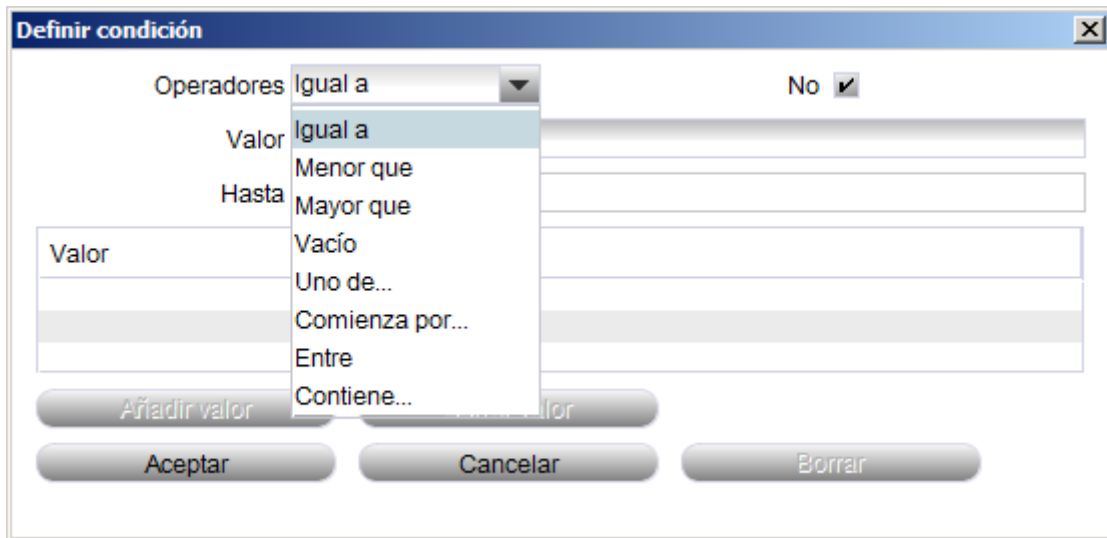 Definir condición
Operadores Igual a No
Valor Igual a
Menor que
Hasta
Mayor que
Valor
Vacío
Uno de...
Comienza por...
Entre
Contiene...
Añadir valor
Aceptar Cancelar Borrar